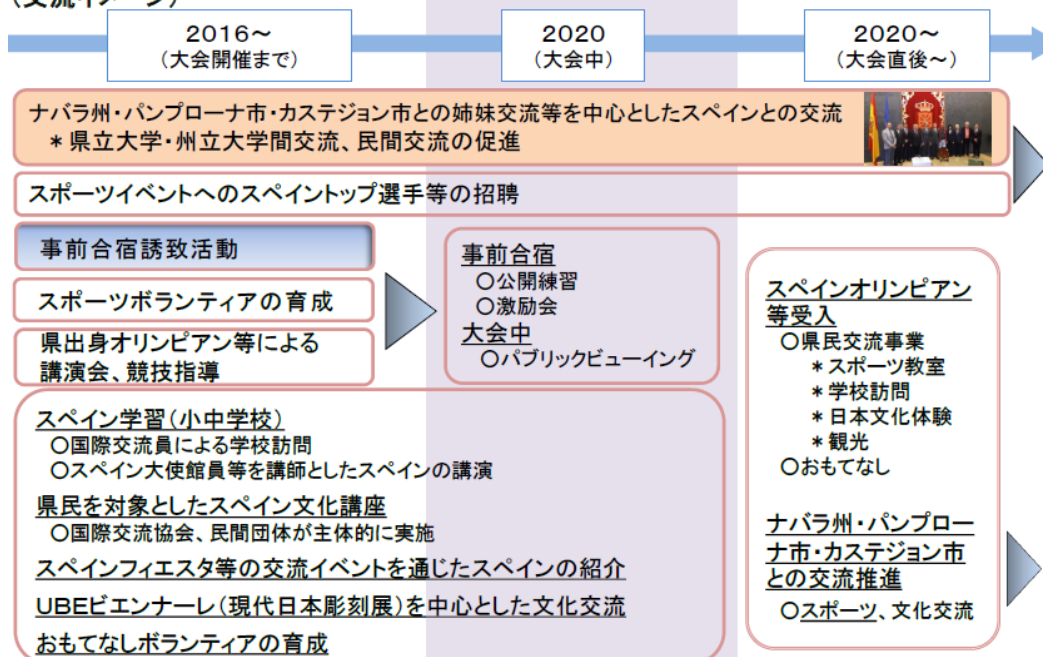 (交流イメージ)
2016～
(大会開催まで)
2020
(大会中)
2020～
(大会直後～)
ナバラ州・パンプローナ市・カステジョン市との姉妹交流等を中心としたスペインとの交流
＊県立大学・州立大学間交流、民間交流の促進
スポーツイベントへのスペイントップ選手等の招聘
事前合宿誘致活動
スポーツボランティアの育成
県出身オリンピアン等による
講演会、競技指導
事前合宿
○公開練習
○激励会
大会中
○パブリックビューイング
スペイン学習(小中学校)
○国際交流員による学校訪問
○スペイン大使館員等を講師としたスペインの講演
県民を対象としたスペイン文化講座
○国際交流協会、民間団体が主体的に実施
スペインフィエスタ等の交流イベントを通じたスペインの紹介
UBEビエンナーレ(現代日本彫刻展)を中心とした文化交流
おもてなしボランティアの育成
スペインオリンピアン
等受入
○県民交流事業
＊スポーツ教室
＊学校訪問
＊日本文化体験
＊観光
○おもてなし
ナバラ州・パンプロー
ナ市・カステジョン市
との交流推進
○スポーツ、文化交流